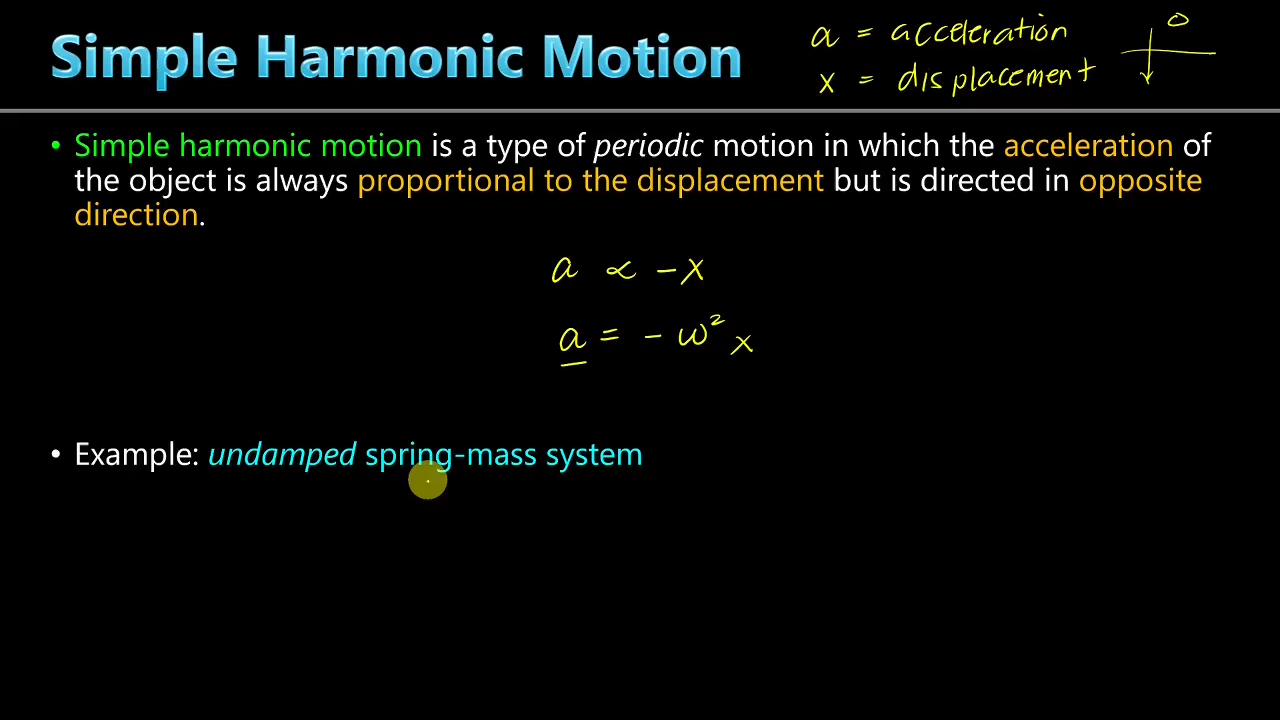 Simple Harmonic Motion
a = acceleration
x = displacement
0
• Simple harmonic motion is a type of periodic motion in which the acceleration of
the object is always proportional to the displacement but is directed in opposite
direction.
a ∝ -x
a = - ω² x
• Example: undamped spring-mass system